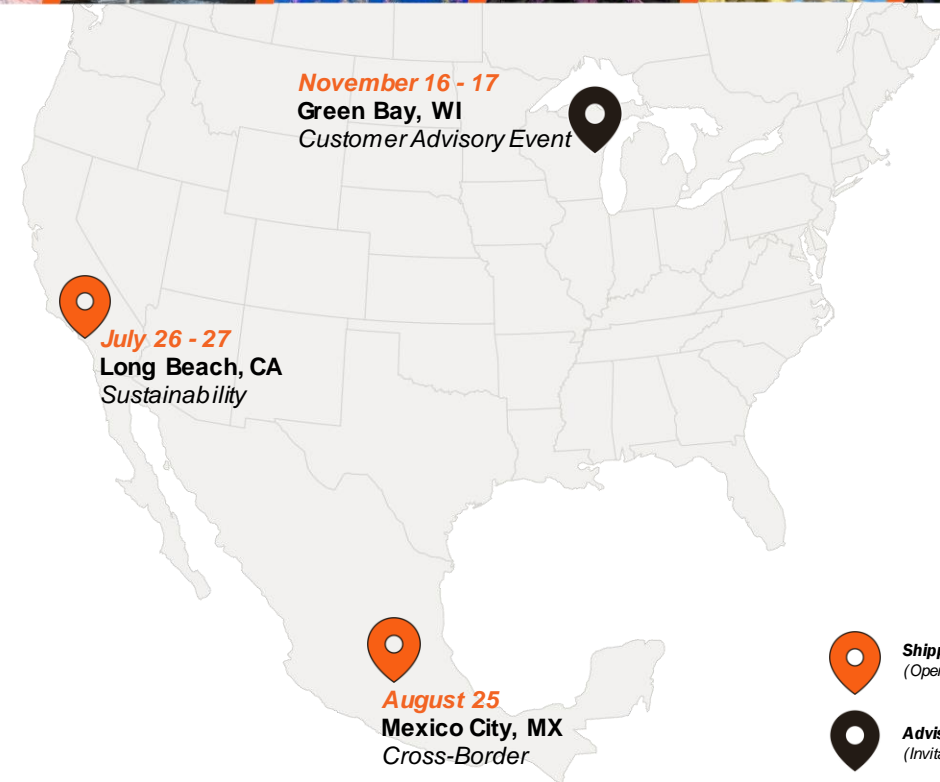 November 16 - 17
Green Bay, WI
Customer Advisory Event
July 26 - 27
Long Beach, CA
Sustainability
August 25
Mexico City, MX
Cross-Border